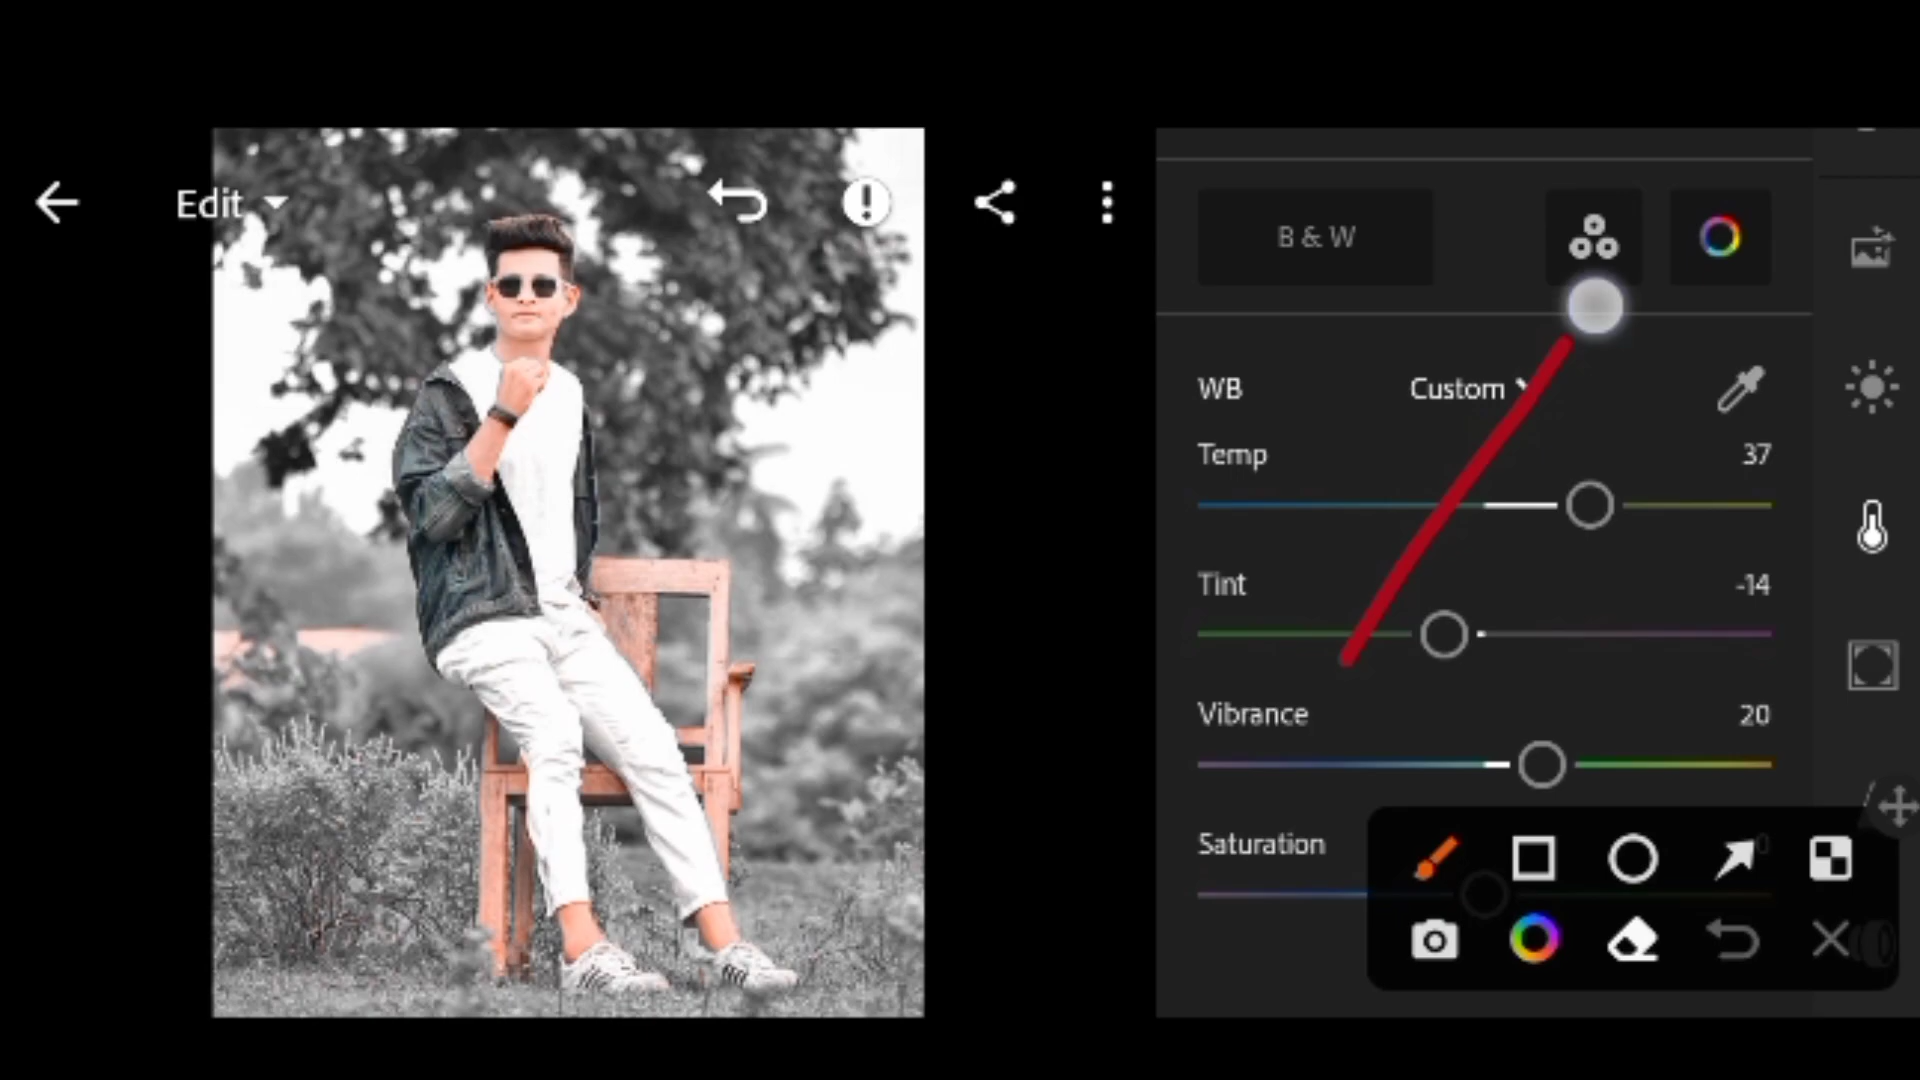 Edit
B & W
WB Custom
Temp 37
Tint -14
Vibrance 20
Saturation